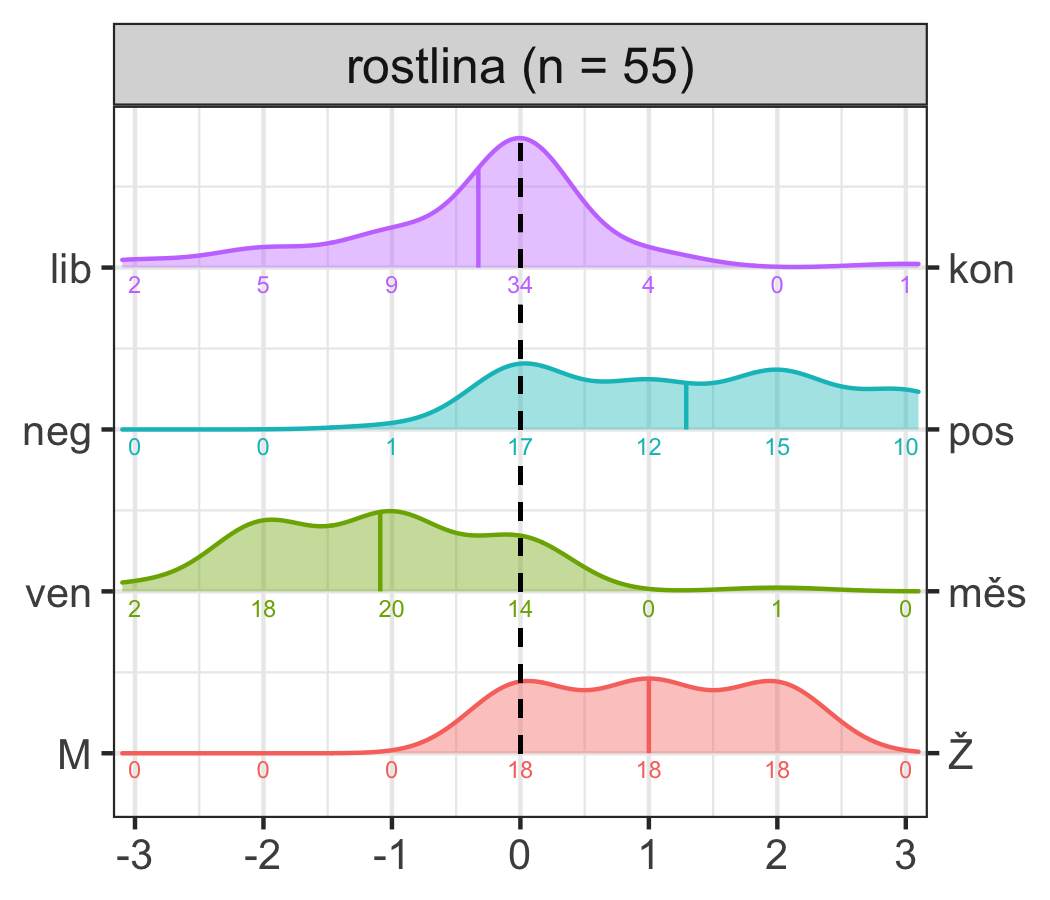 rostlina (n = 55)
lib kon
2 5 9 34 4 0 1
neg pos
0 0 1 17 12 15 10
ven měs
2 18 20 14 0 1 0
M Ž
0 0 0 18 18 18 0
-3 -2 -1 0 1 2 3